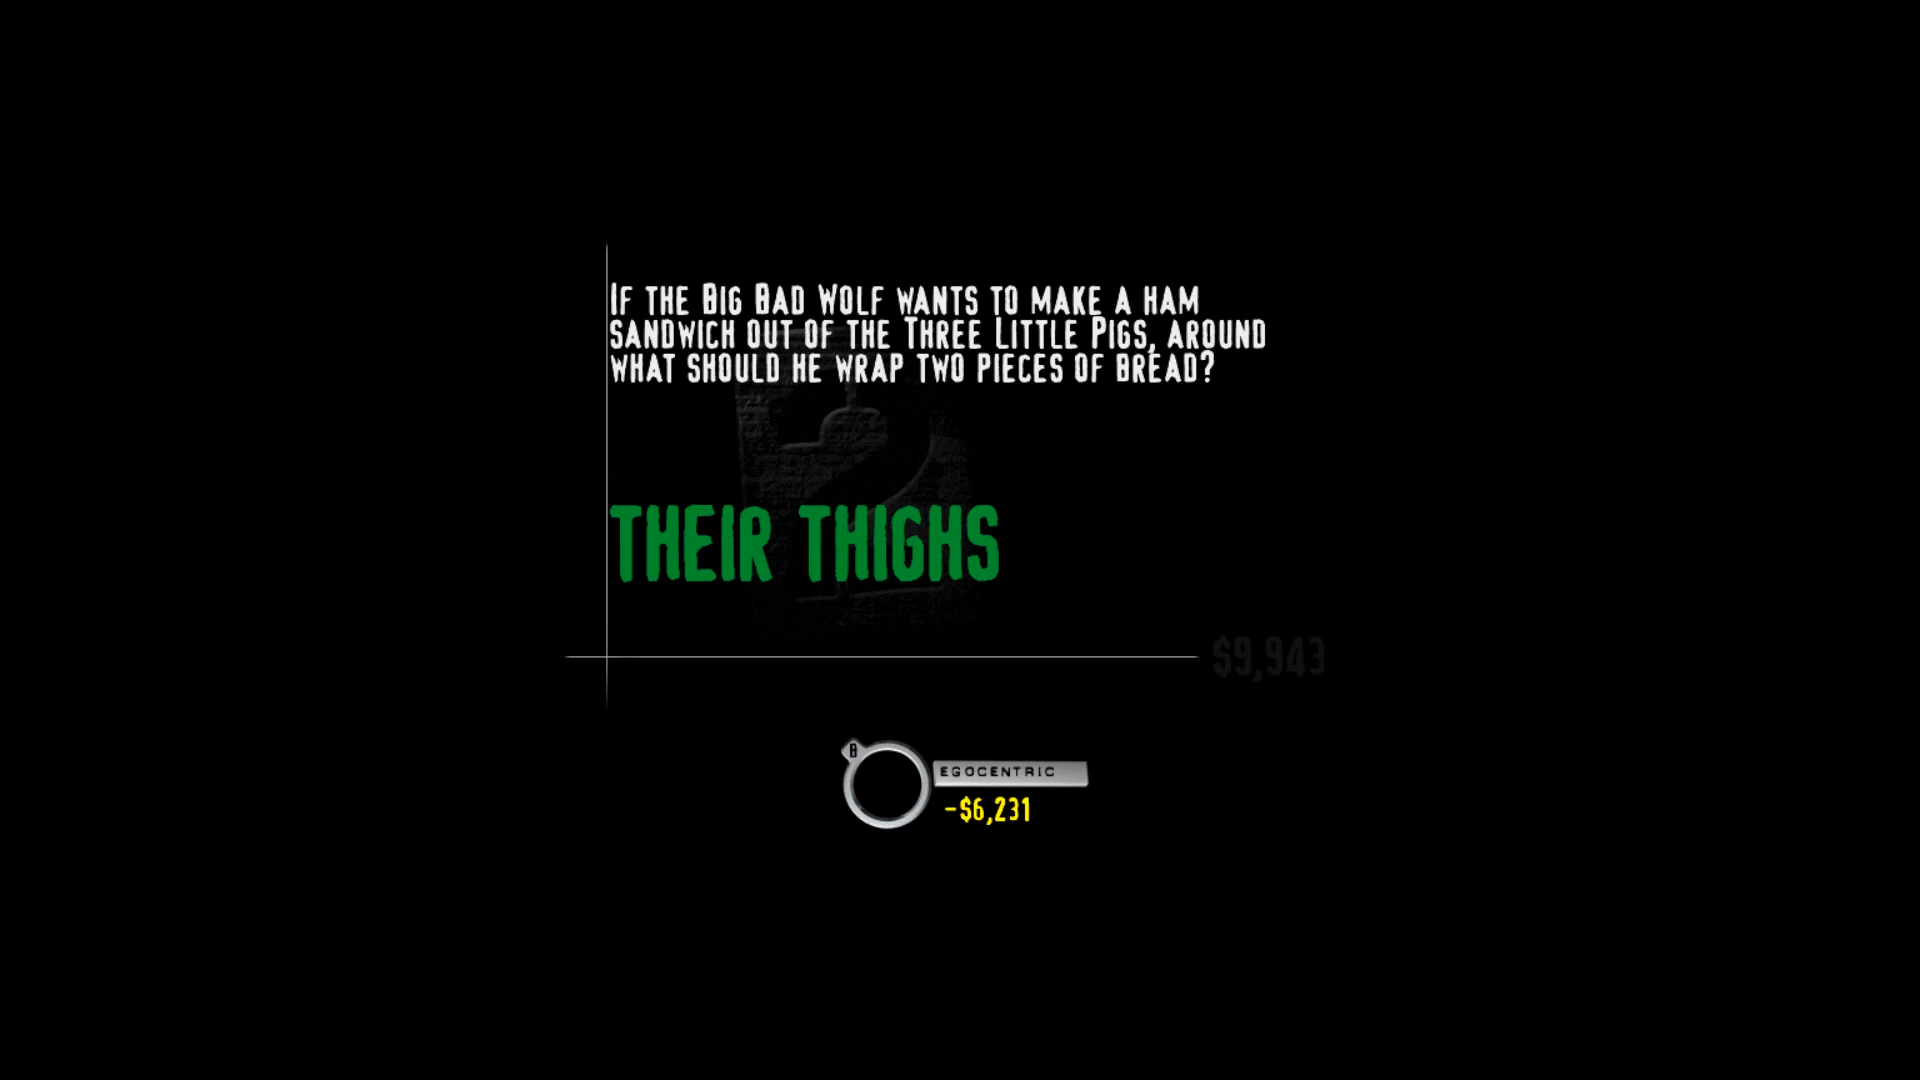 If the Big Bad Wolf wants to make a ham
sandwich out of the Three Little Pigs, around
what should he wrap two pieces of bread?
THEIR THIGHS
$9,943
EGOCENTRIC
-$6,231